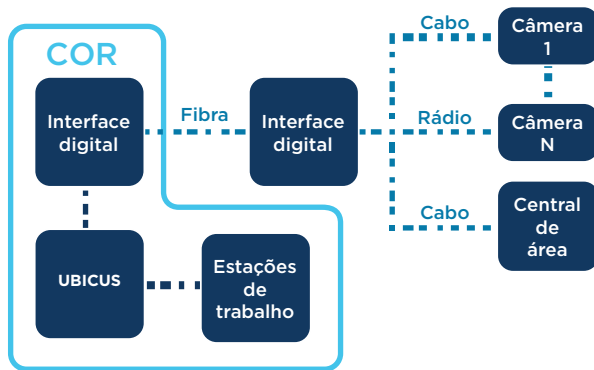 COR
Interface
digital
Fibra
Interface
digital
Cabo
Câmera
1
Rádio
Câmera
N
Cabo
Central
de
área
UBICUS
Estações
de
trabalho